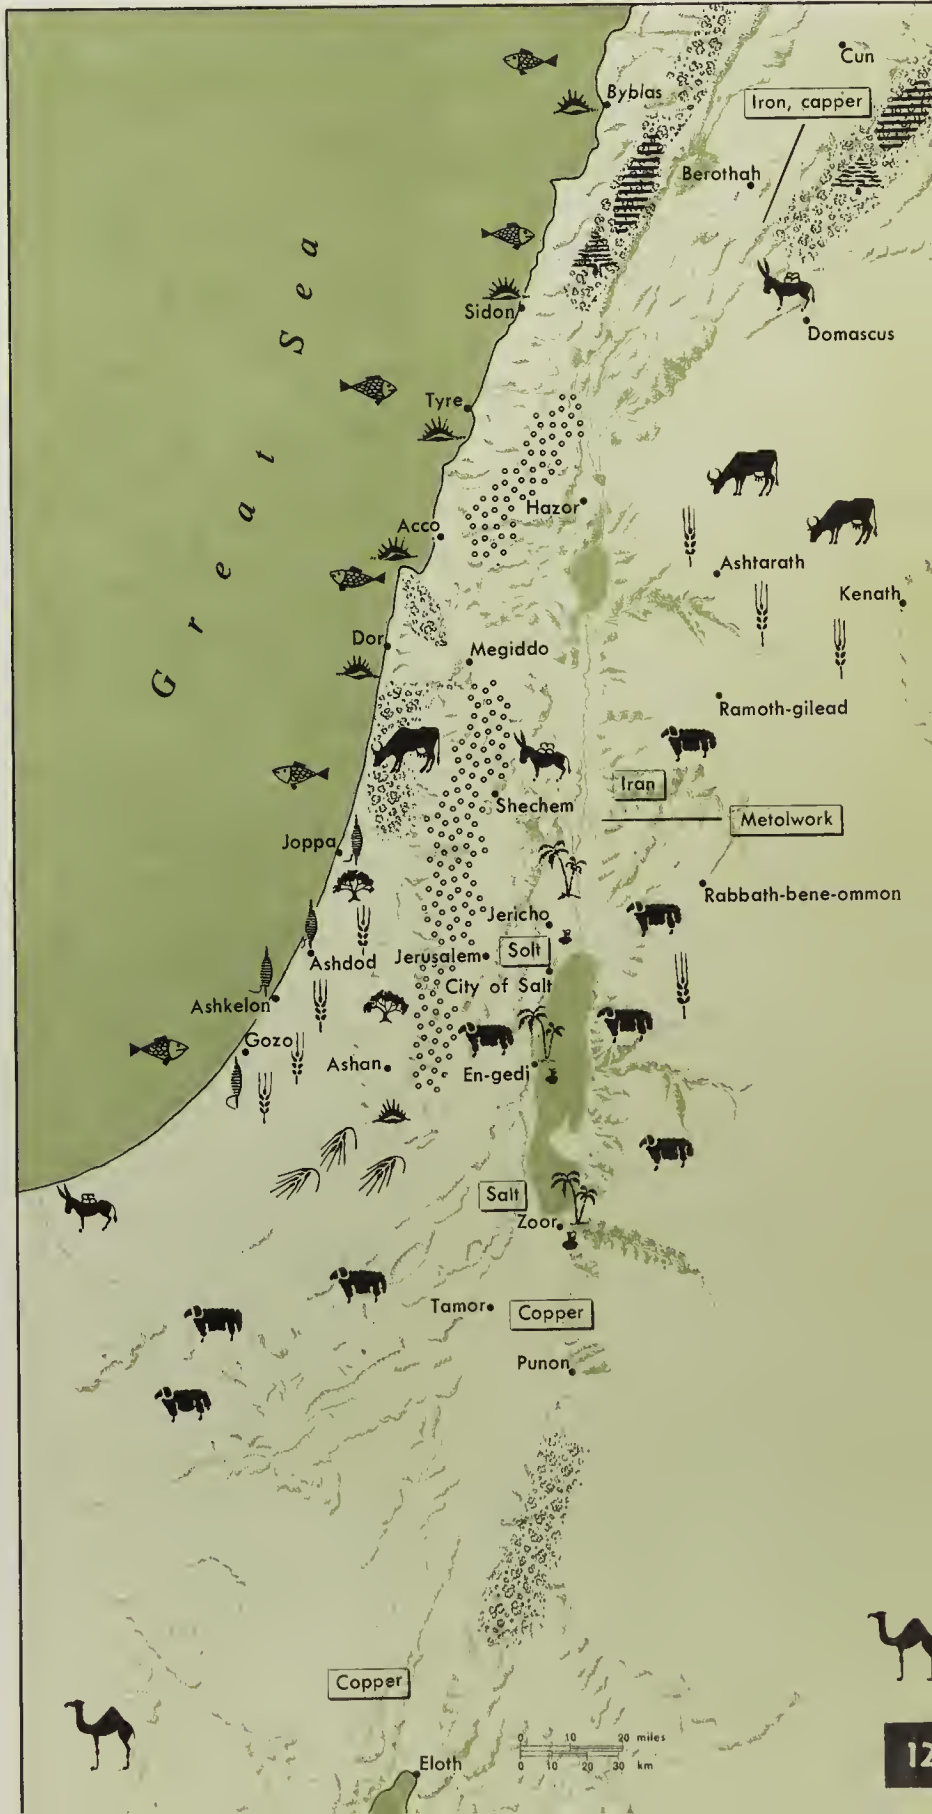 Cun
Byblas
Iron, capper
Berothah
Great Sea
Sidon
Domascus
Tyre
Hazor
Acco
Ashtarath
Kenath
Dor
Megiddo
Ramoth-gilead
Iran
Shechem
Metolwork
Joppa
Rabbath-bene-ommon
Jericho
Ashdod
Jerusalem
Solt
City of Salt
Ashkelon
Gozo
Ashan
En-gedi
Salt
Zoor
Tamor
Copper
Punon
Copper
0 10 20 miles
0 10 20 30 km
Eloth
12